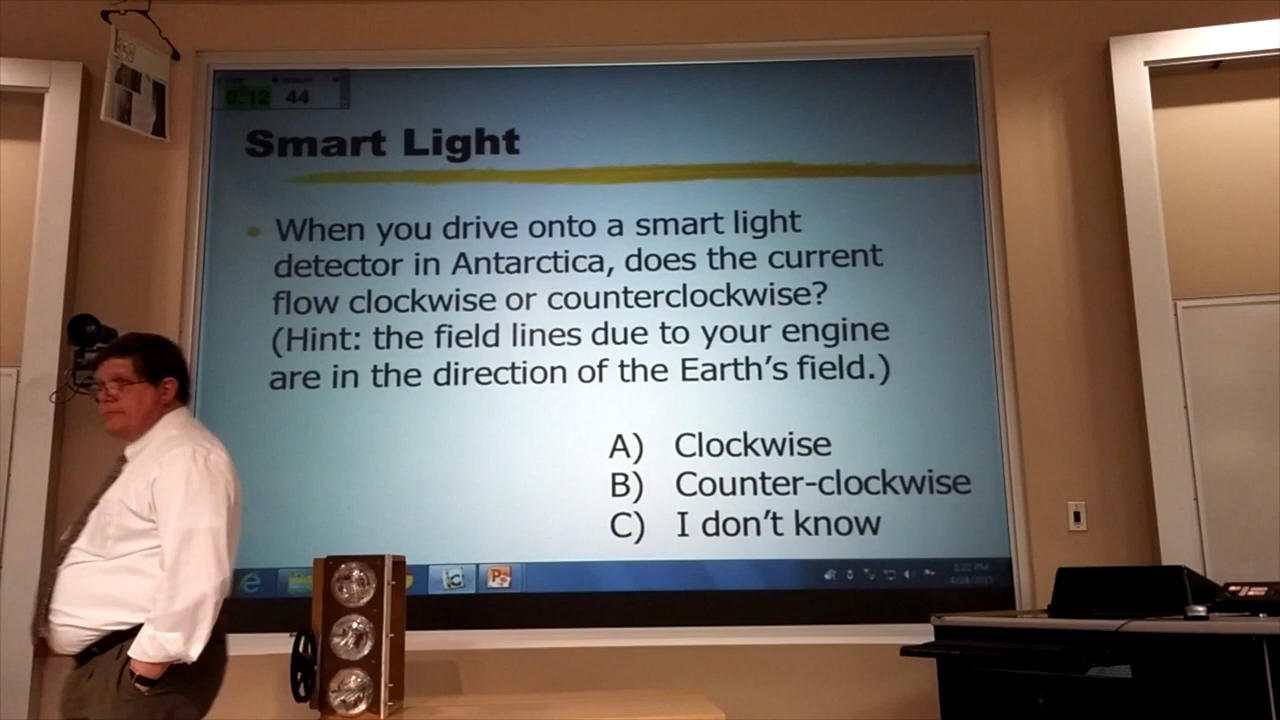 0:12 44
Smart Light
When you drive onto a smart light
detector in Antarctica, does the current
flow clockwise or counterclockwise?
(Hint: the field lines due to your engine
are in the direction of the Earth's field.)
A) Clockwise
B) Counter-clockwise
C) I don't know